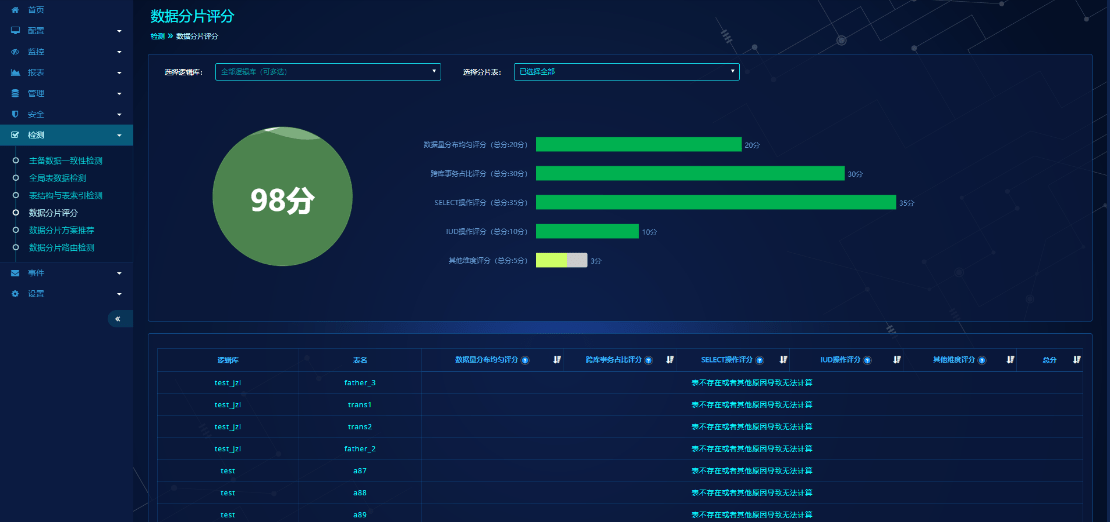 首页
配置
监控
报表
管理
安全
检测
主备数据一致性检测
全局表数据检测
表结构与表索引检测
数据分片评分
数据分片方案推荐
数据分片路由检测
事件
设置
«
数据分片评分
检测 » 数据分片评分
选择逻辑库: 全部逻辑库（可多选） 选择分片表: 已选择全部
98分
数据量分布均匀评分（总分:20分） 20分
跨库事务占比评分（总分:30分） 30分
SELECT操作评分（总分:35分） 35分
IUD操作评分（总分:10分） 10分
其他维度评分（总分:5分） 3分
逻辑库 表名 数据量分布均匀评分 跨库事务占比评分 SELECT操作评分 IUD操作评分 其他维度评分 总分
test_jzl father_3 表不存在或者其他原因导致无法计算
test_jzl trans1 表不存在或者其他原因导致无法计算
test_jzl trans2 表不存在或者其他原因导致无法计算
test_jzl father_2 表不存在或者其他原因导致无法计算
test a87 表不存在或者其他原因导致无法计算
test a88 表不存在或者其他原因导致无法计算
test a89 表不存在或者其他原因导致无法计算